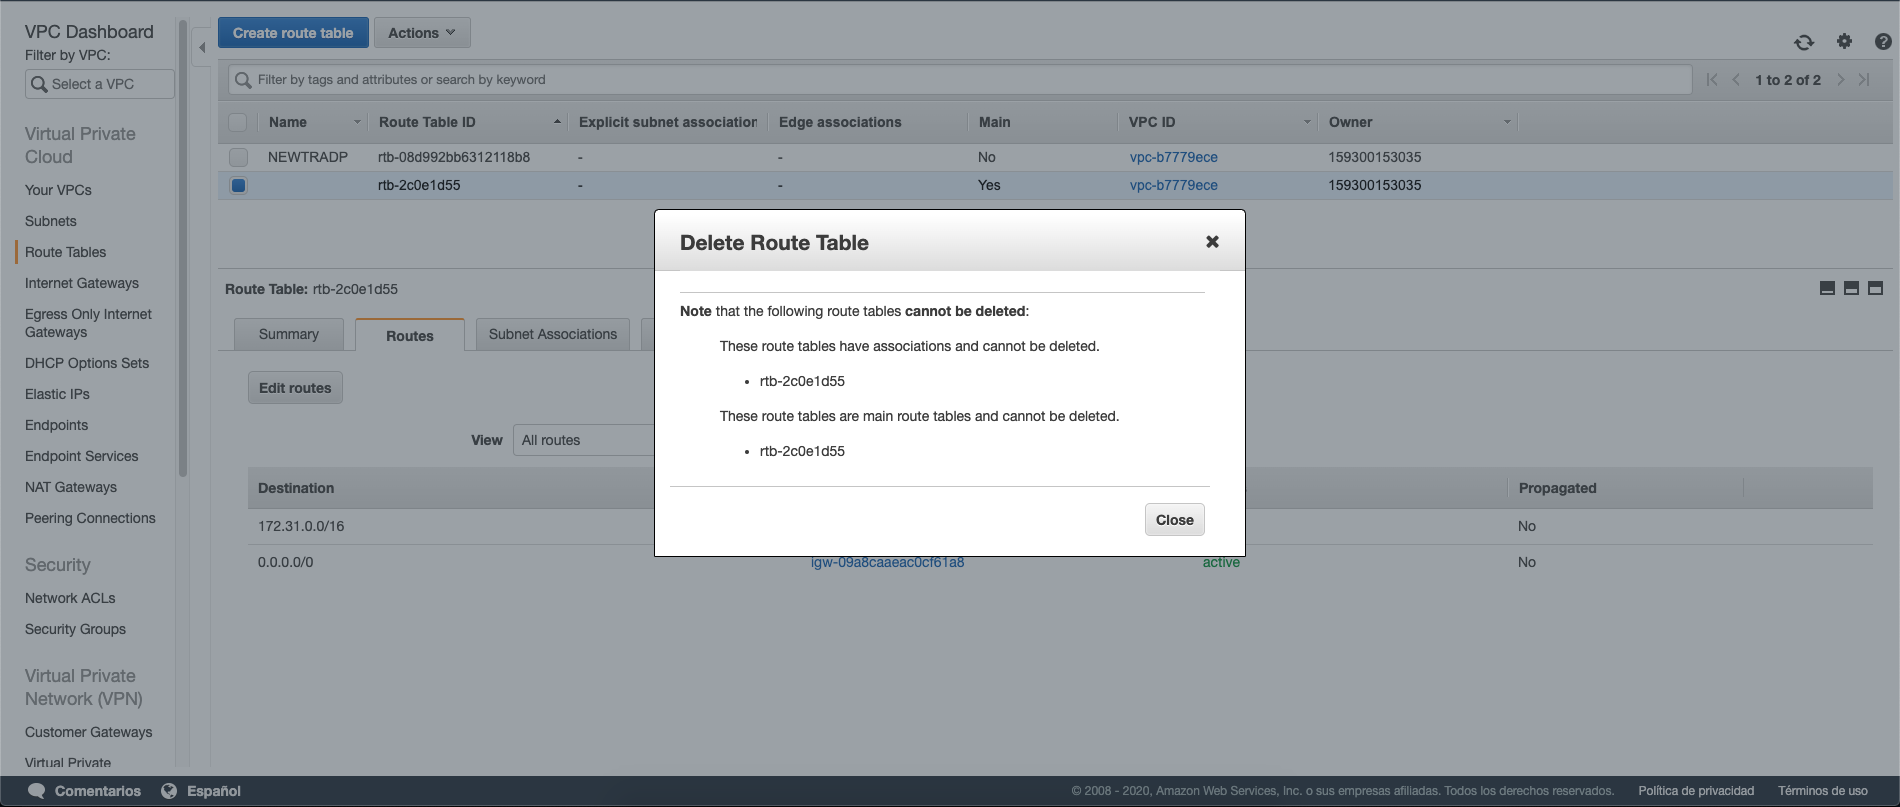 VPC Dashboard
Filter by VPC:
Select a VPC
Virtual Private
Cloud
Your VPCs
Subnets
Route Tables
Internet Gateways
Egress Only Internet
Gateways
DHCP Options Sets
Elastic IPs
Endpoints
Endpoint Services
NAT Gateways
Peering Connections
Security
Network ACLs
Security Groups
Virtual Private
Network (VPN)
Customer Gateways
Virtual Private
Create route table Actions
Filter by tags and attributes or search by keyword 1 to 2 of 2
Name Route Table ID Explicit subnet association Edge associations Main VPC ID Owner
NEWTRADP rtb-08d992bb6312118b8 - - No vpc-b7779ece 159300153035
rtb-2c0e1d55 - - Yes vpc-b7779ece 159300153035
Route Table: rtb-2c0e1d55
Summary Routes Subnet Associations
Edit routes
View All routes
Destination Propagated
172.31.0.0/16 No
0.0.0.0/0 igw-09a8caaeac0cf61a8 active No
Delete Route Table
Note that the following route tables cannot be deleted:
These route tables have associations and cannot be deleted.
• rtb-2c0e1d55
These route tables are main route tables and cannot be deleted.
• rtb-2c0e1d55
Close
Comentarios Español © 2008 - 2020, Amazon Web Services, Inc. o sus empresas afiliadas. Todos los derechos reservados. Política de privacidad Términos de uso